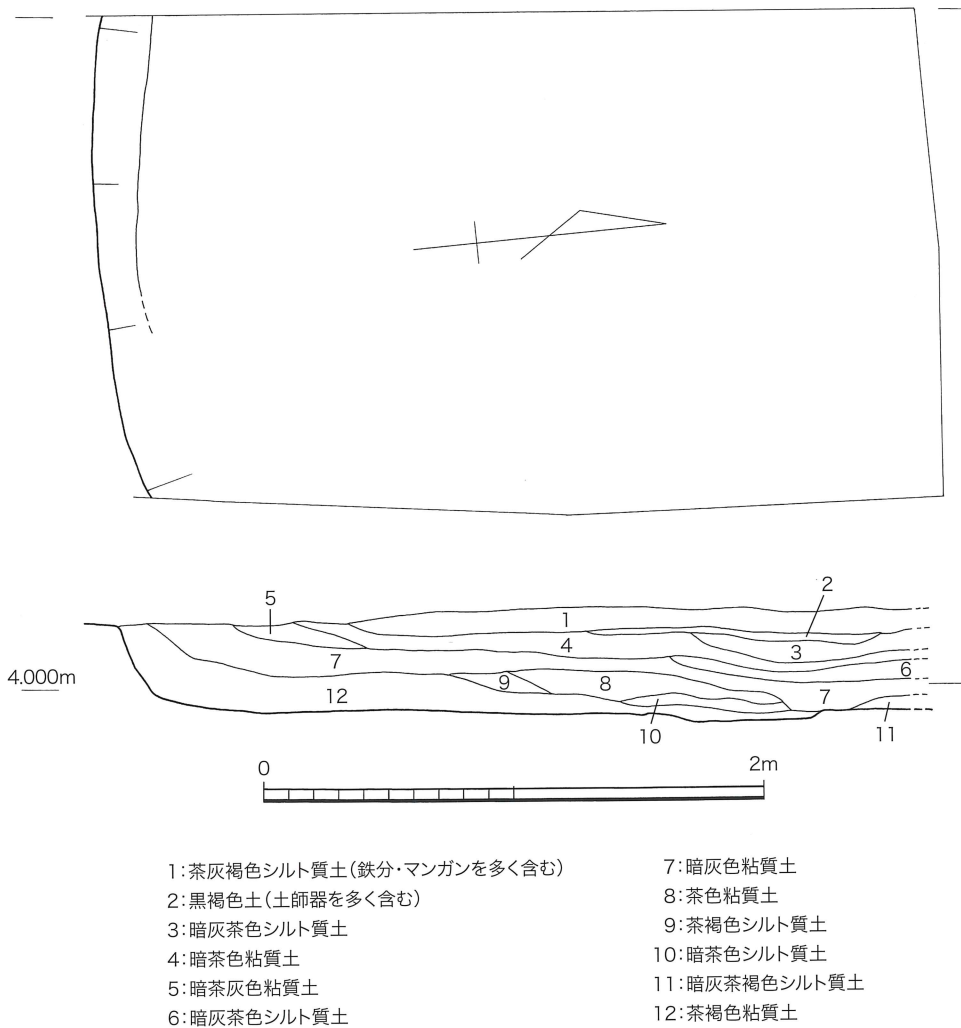 5
2
1
4
3
7
6
4.000m
9
8
12
7
10
11
0
2m
1:茶灰褐色シルト質土(鉄分・マンガンを多く含む)
2:黒褐色土(土師器を多く含む)
3:暗灰茶色シルト質土
4:暗茶色粘質土
5:暗茶灰色粘質土
6:暗灰茶色シルト質土
7:暗灰色粘質土
8:茶色粘質土
9:茶褐色シルト質土
10:暗茶色シルト質土
11:暗灰茶褐色シルト質土
12:茶褐色粘質土